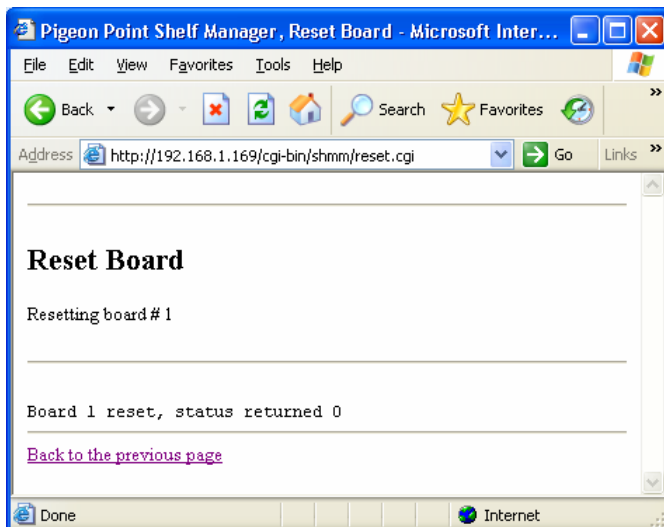 Pigeon Point Shelf Manager, Reset Board - Microsoft Inter...
File Edit View Favorites Tools Help
Back Search Favorites »
Address http://192.168.1.169/cgi-bin/shmm/reset.cgi Go Links »
Reset Board
Resetting board # 1
Board 1 reset, status returned 0
Back to the previous page
Done Internet